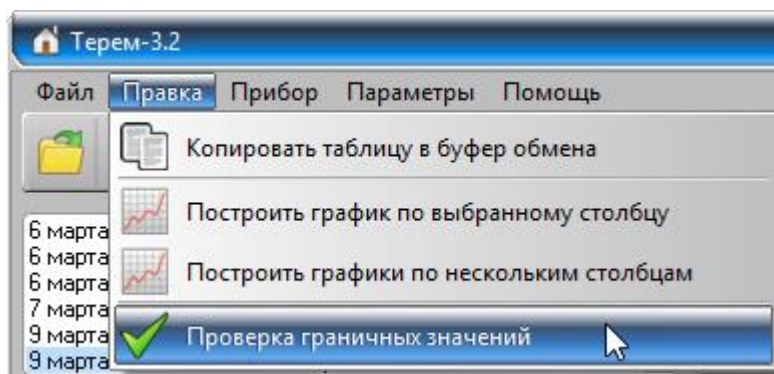 Терем-3.2
Файл Правка Прибор Параметры Помощь
Копировать таблицу в буфер обмена
Построить график по выбранному столбцу
Построить графики по нескольким столбцам
Проверка граничных значений
6 марта
6 марта
6 марта
7 марта
9 марта
9 марта